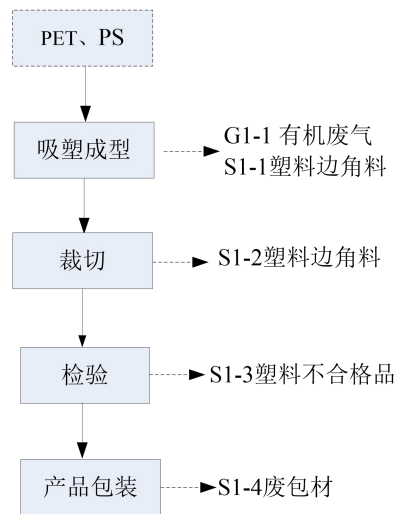 PET、PS
吸塑成型
G1-1 有机废气
S1-1塑料边角料
裁切
S1-2塑料边角料
检验
S1-3塑料不合格品
产品包装
S1-4废包材